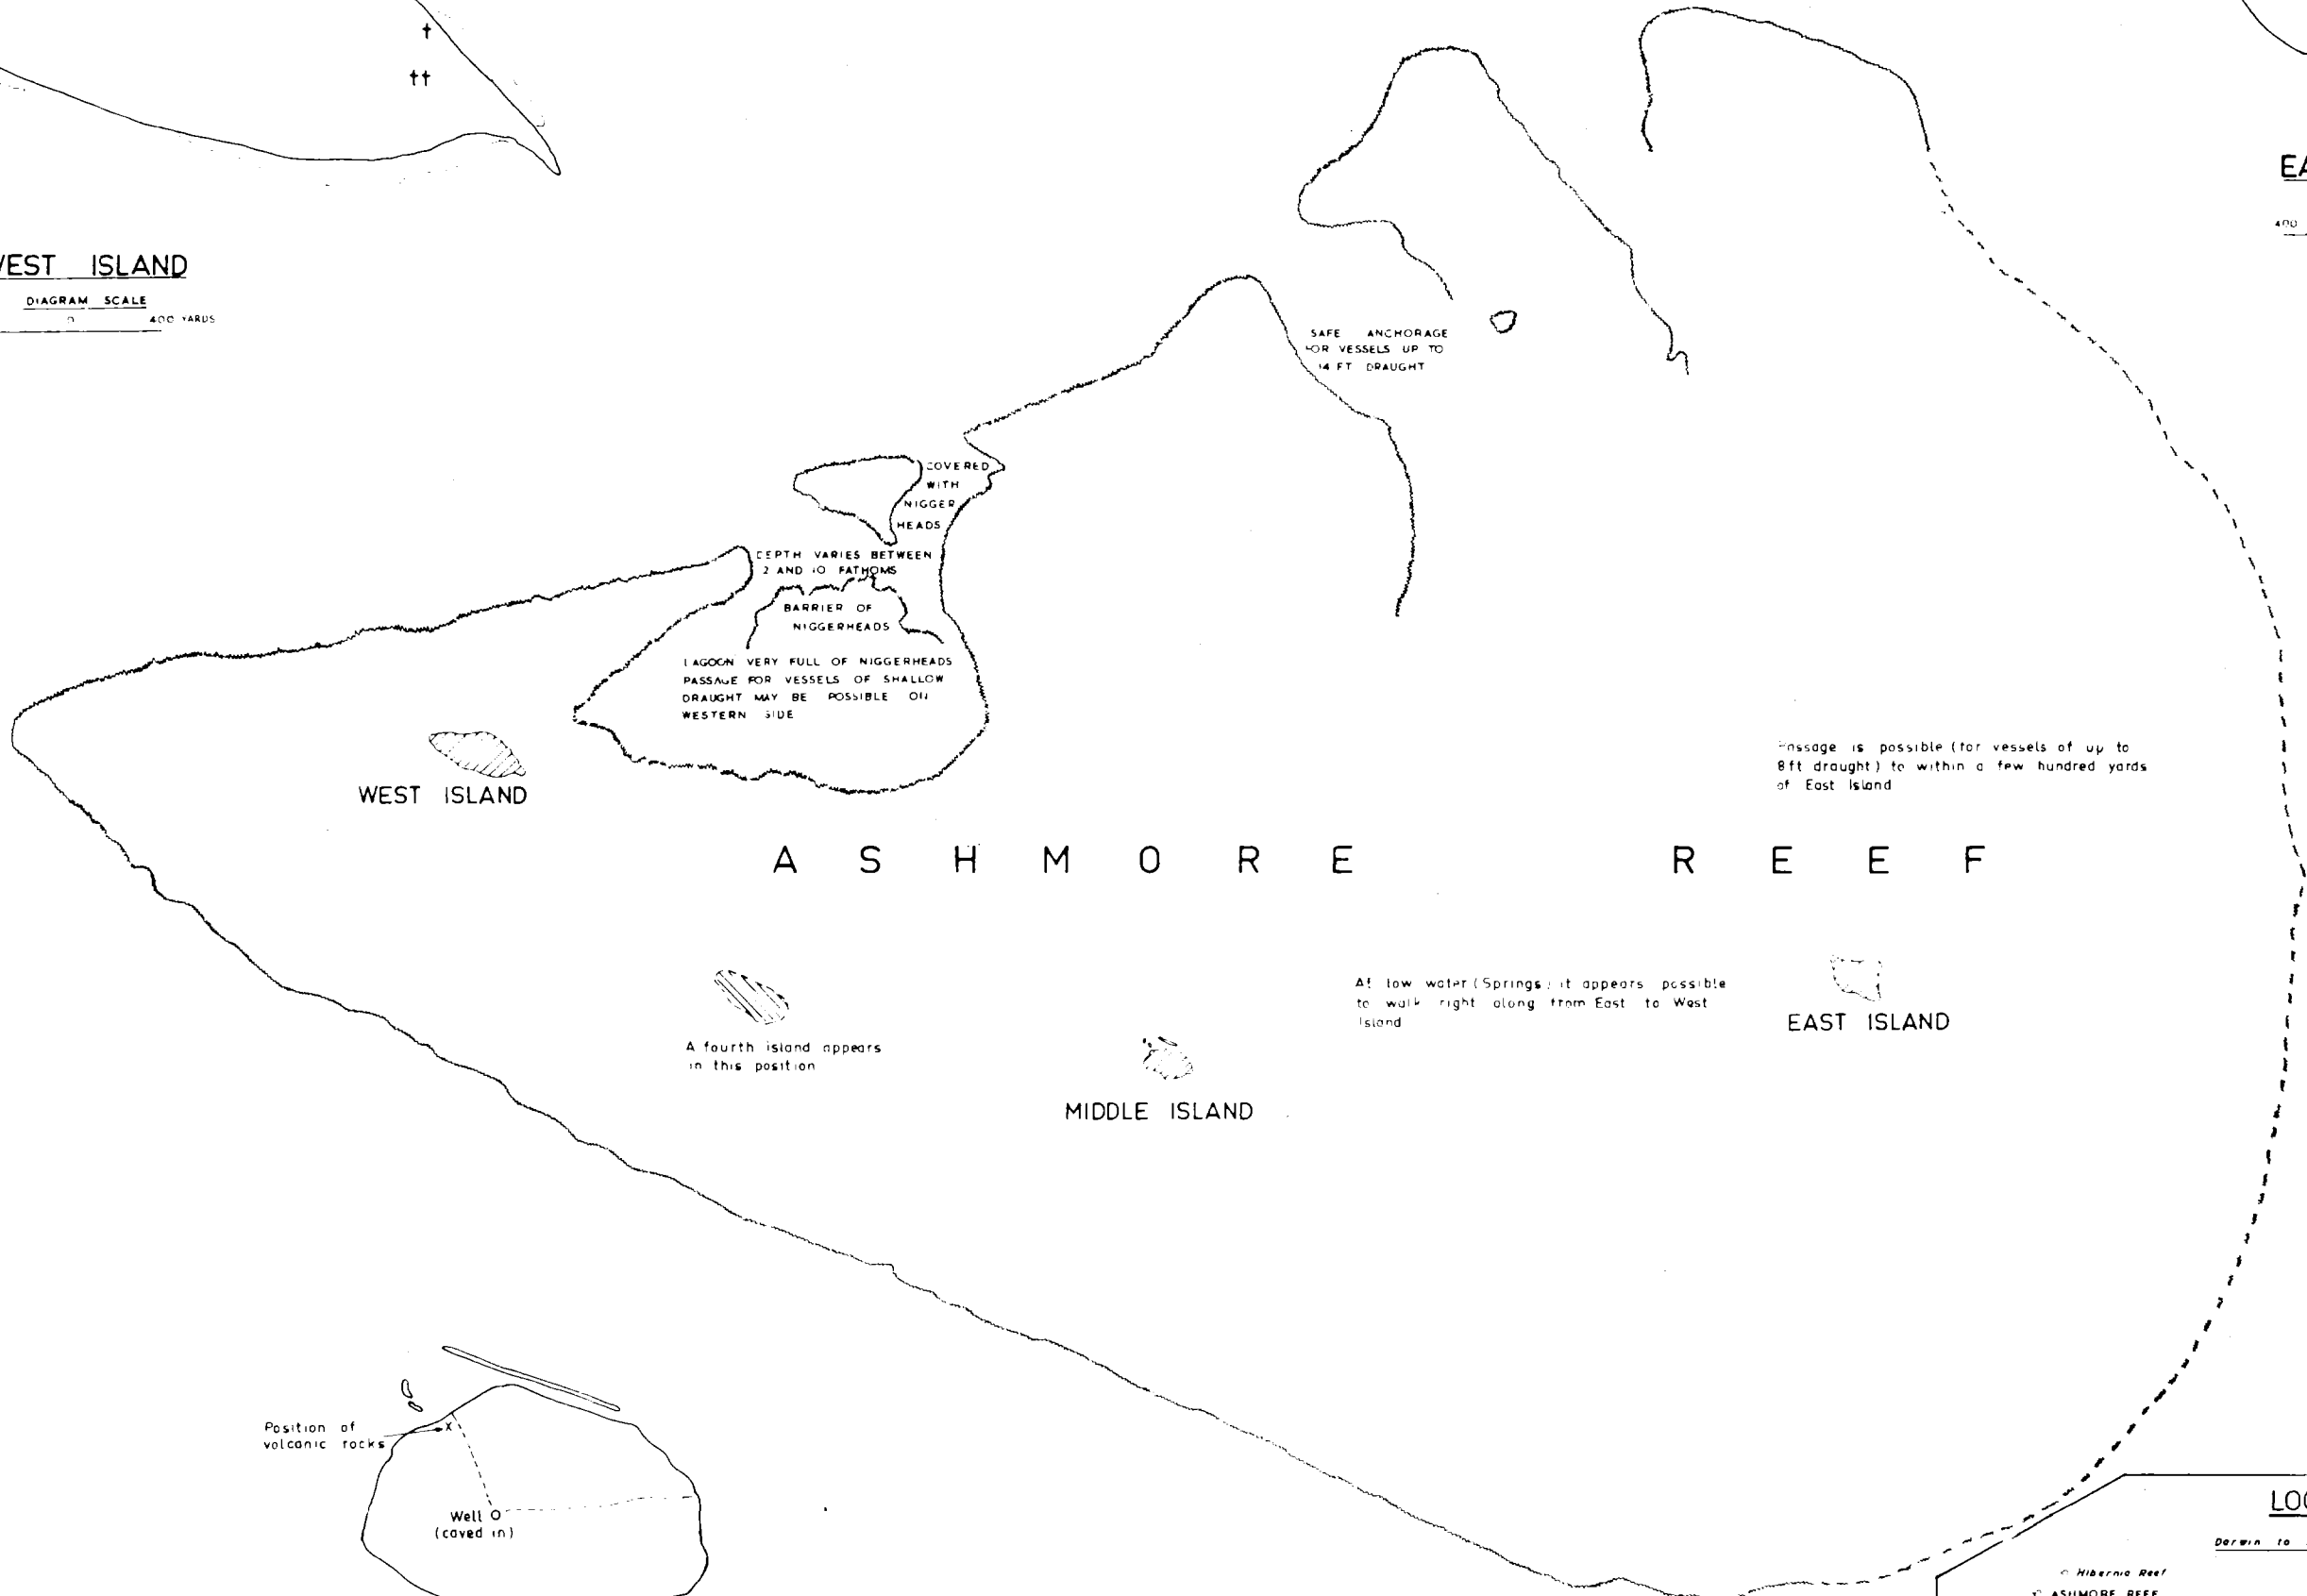 WEST ISLAND
DIAGRAM SCALE
0 400 YARDS
400
SAFE ANCHORAGE
FOR VESSELS UP TO
14 FT DRAUGHT
COVERED
WITH
NIGGER
HEADS
DEPTH VARIES BETWEEN
2 AND 10 FATHOMS
BARRIER OF
NIGGERHEADS
LAGOON VERY FULL OF NIGGERHEADS
PASSAGE FOR VESSELS OF SHALLOW
DRAUGHT MAY BE POSSIBLE ON
WESTERN SIDE
WEST ISLAND
Passage is possible (for vessels of up to
8ft draught) to within a few hundred yards
of East Island
ASHMORE REEF
A fourth island appears
in this position
MIDDLE ISLAND
At low water (Springs) it appears possible
to walk right along from East to West
Island
EAST ISLAND
Position of
volcanic rocks
X
Well
(caved in)
Darwin to
Hibernia Reef
ASHMORE REEF